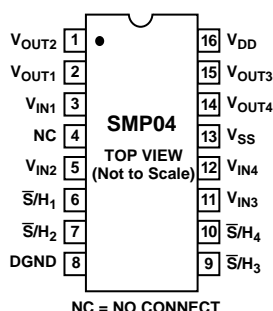 VOUT2 1 16 VDD
VOUT1 2 15 VOUT3
VIN1 3 14 VOUT4
SMP04
NC 4 13 VSS
TOP VIEW
VIN2 5 12 VIN4
(Not to Scale)
S̅/H1 6 11 VIN3
S̅/H2 7 10 S̅/H4
DGND 8 9 S̅/H3
NC = NO CONNECT